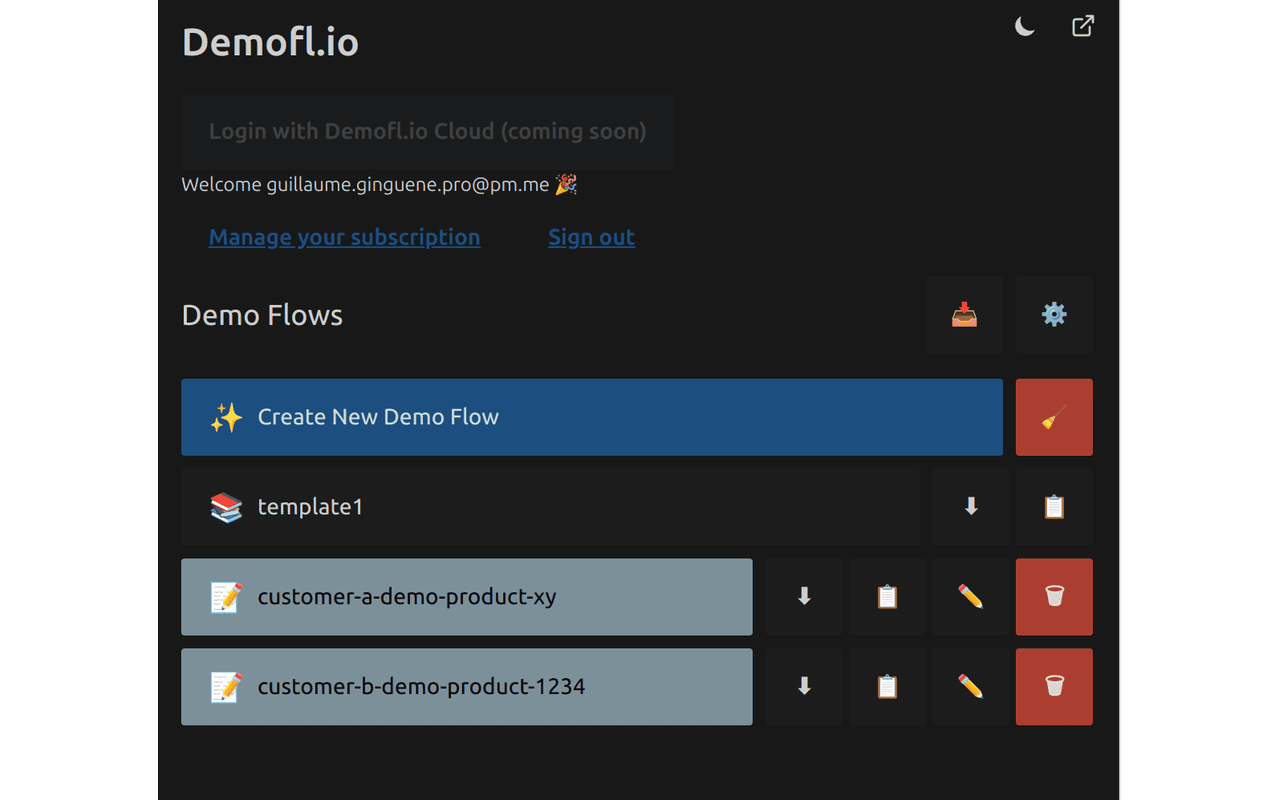 Demofl.io
Login with Demofl.io Cloud (coming soon)
Welcome guillaume.ginguene.pro@pm.me 🎉
Manage your subscription Sign out
Demo Flows
Create New Demo Flow
template1
customer-a-demo-product-xy
customer-b-demo-product-1234